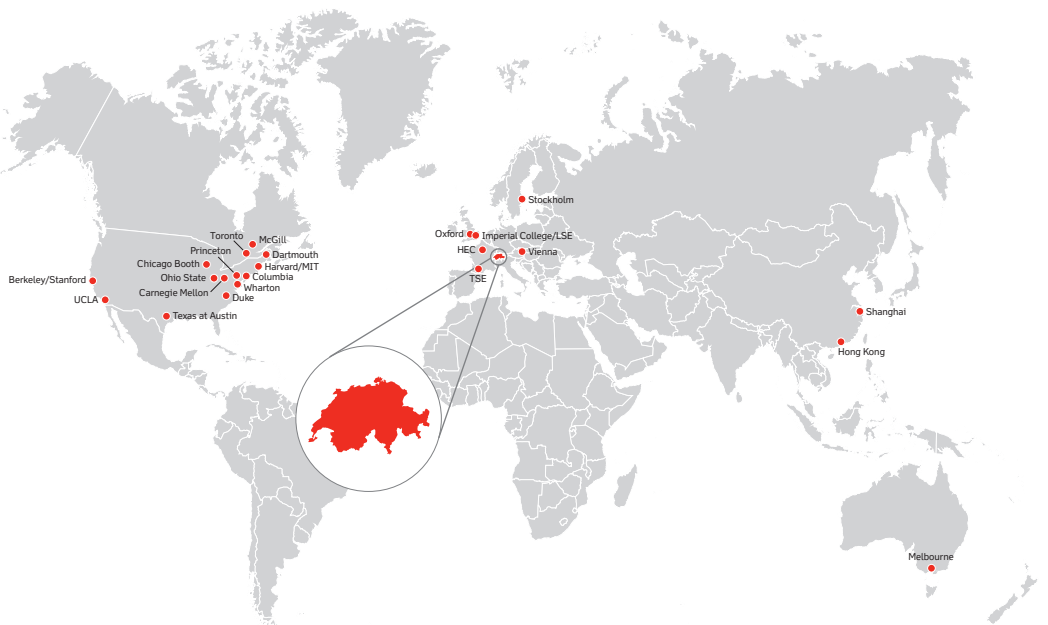 Stockholm
Oxford
Imperial College/LSE
HEC
Vienna
TSE
Toronto
McGill
Princeton
Dartmouth
Chicago Booth
Harvard/MIT
Ohio State
Columbia
Berkeley/Stanford
Carnegie Mellon
Wharton
Duke
UCLA
Texas at Austin
Shanghai
Hong Kong
Melbourne